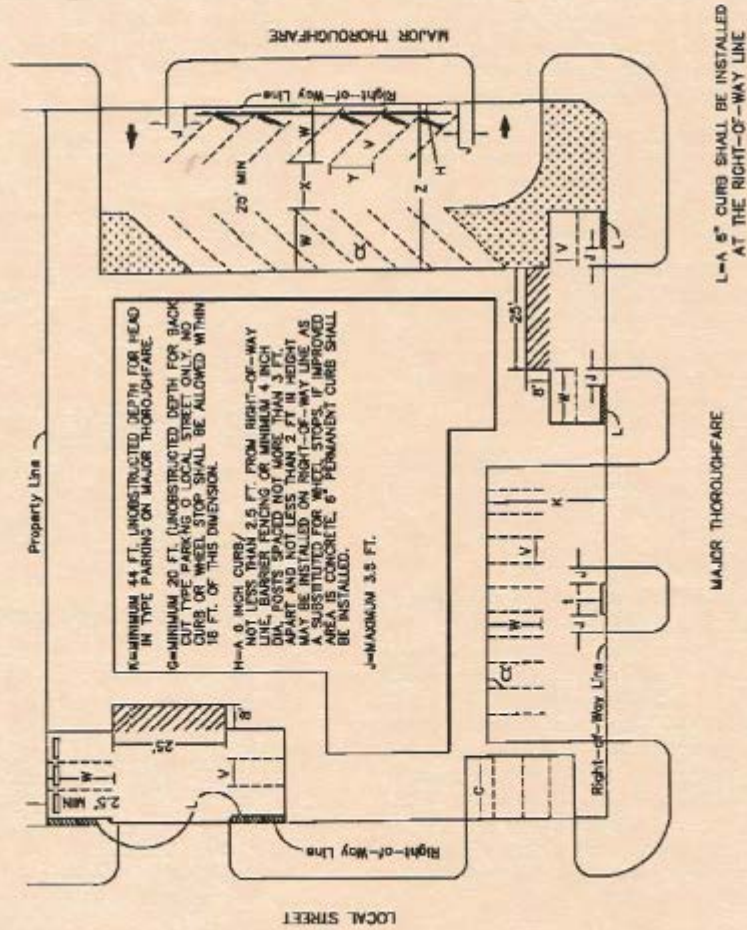 Property Line
MAJOR THOROUGHFARE
Right-of-Way Line
K=MINIMUM 44 FT. UNOBSTRUCTED DEPTH FOR HEAD
IN TYPE PARKING ON MAJOR THOROUGHFARE.
G=MINIMUM 20 FT. (UNOBSTRUCTED DEPTH FOR BACK
OUT TYPE PARKING O LOCAL STREET ONLY. NO
CURB OR WHEEL STOP SHALL BE ALLOWED WITHIN
18 FT. OF THIS DIMENSION.
H=A 6 INCH CURB/
NOT LESS THAN 2.5 FT. FROM RIGHT-OF-WAY
LINE, BARRIER FENCING OR MINIMUM 4 INCH
DIA. POSTS SPACED NOT MORE THAN 3 FT.
APART AND NOT LESS THAN 2 FT IN HEIGHT
MAY BE INSTALLED ON RIGHT-OF-WAY LINE AS
A SUBSTITUTED FOR WHEEL STOPS. IF IMPROVED
AREA IS CONCRETE, 6" PERMANENT CURB SHALL
BE INSTALLED.
J=MAXIMUM 3.5 FT.
25' MIN
W
X
W
V
Y
Z
H
α
2.5' MIN
W
L
25'
8'
V
Right-of-Way Line
LOCAL STREET
G
α
W
V
K
J
J
Right-of-Way Line
25'
8'
W
V
J
J
L
L
MAJOR THOROUGHFARE
L=A 6" CURB SHALL BE INSTALLED
AT THE RIGHT-OF-WAY LINE